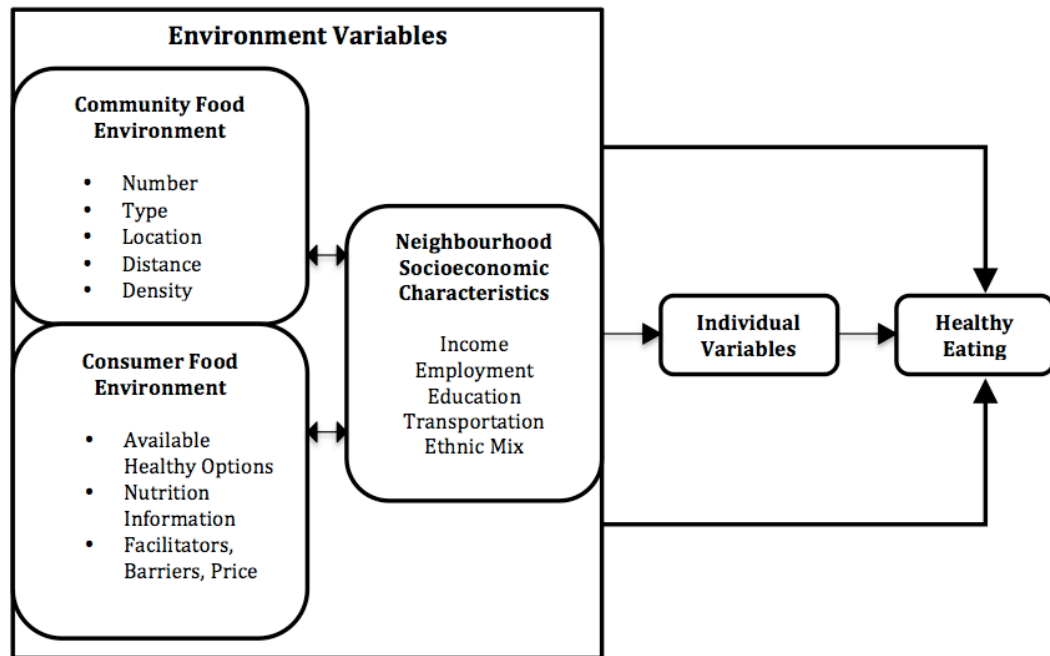 Environment Variables
Community Food
Environment
• Number
• Type
• Location
• Distance
• Density
Consumer Food
Environment
• Available
Healthy Options
• Nutrition
Information
• Facilitators,
Barriers, Price
Neighbourhood
Socioeconomic
Characteristics
Income
Employment
Education
Transportation
Ethnic Mix
Individual
Variables
Healthy
Eating